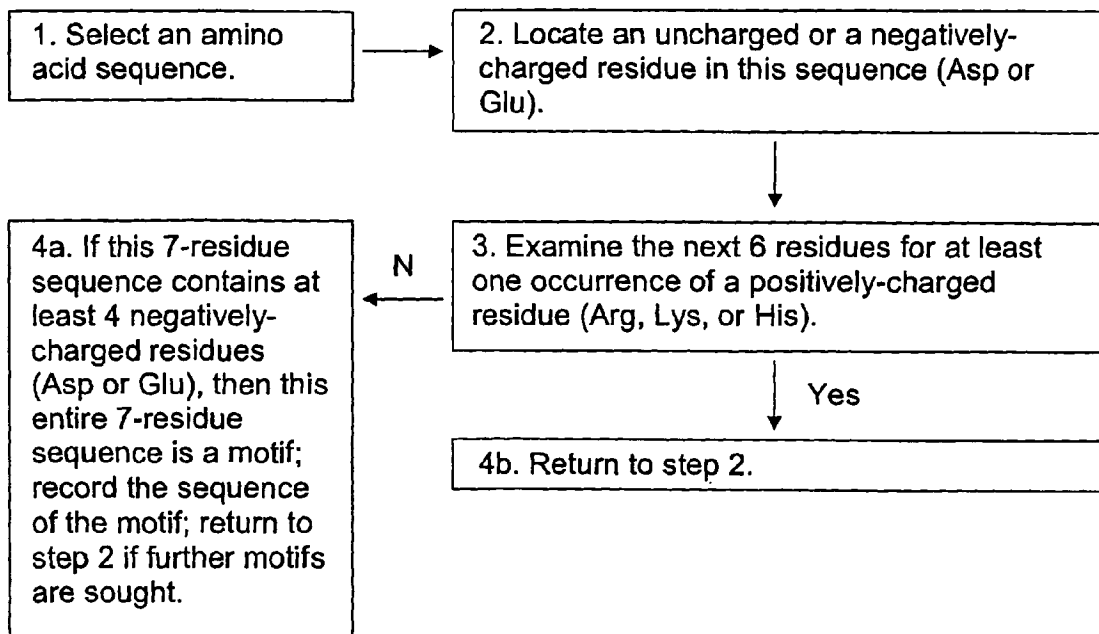 1. Select an amino
acid sequence.
2. Locate an uncharged or a negatively-
charged residue in this sequence (Asp or
Glu).
3. Examine the next 6 residues for at least
one occurrence of a positively-charged
residue (Arg, Lys, or His).
N
4a. If this 7-residue
sequence contains at
least 4 negatively-
charged residues
(Asp or Glu), then this
entire 7-residue
sequence is a motif;
record the sequence
of the motif; return to
step 2 if further motifs
are sought.
Yes
4b. Return to step 2.